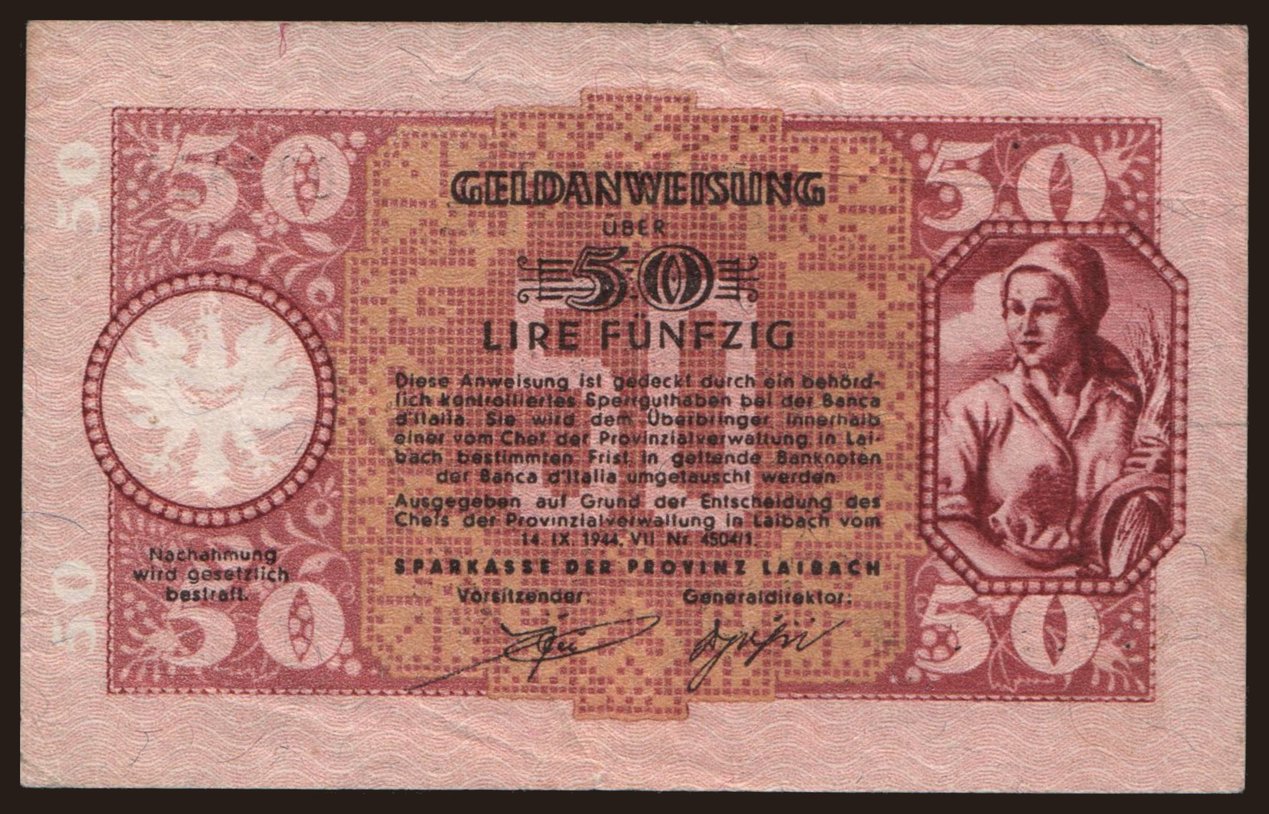 50
50
50
GELDANWEISUNG
ÜBER
50
LIRE FÜNFZIG
50
Diese Anweisung ist gedeckt durch ein behörd-
lich kontrolliertes Sperrguthaben bei der Banca
d'Italia. Sie wird dem Überbringer innerhalb
einer vom Chef der Provinzialverwaltung in Lai-
bach bestimmten Frist in geltende Banknoten
der Banca d'Italia umgetauscht werden.
Ausgegeben auf Grund der Entscheidung des
Chefs der Provinzialverwaltung in Laibach vom
14. IX. 1944. VII Nr. 4504/1.
SPARKASSE DER PROVINZ LAIBACH
Vorsitzender:
Generaldirektor:
Nachahmung
wird gesetzlich
bestraft.
50
50
50